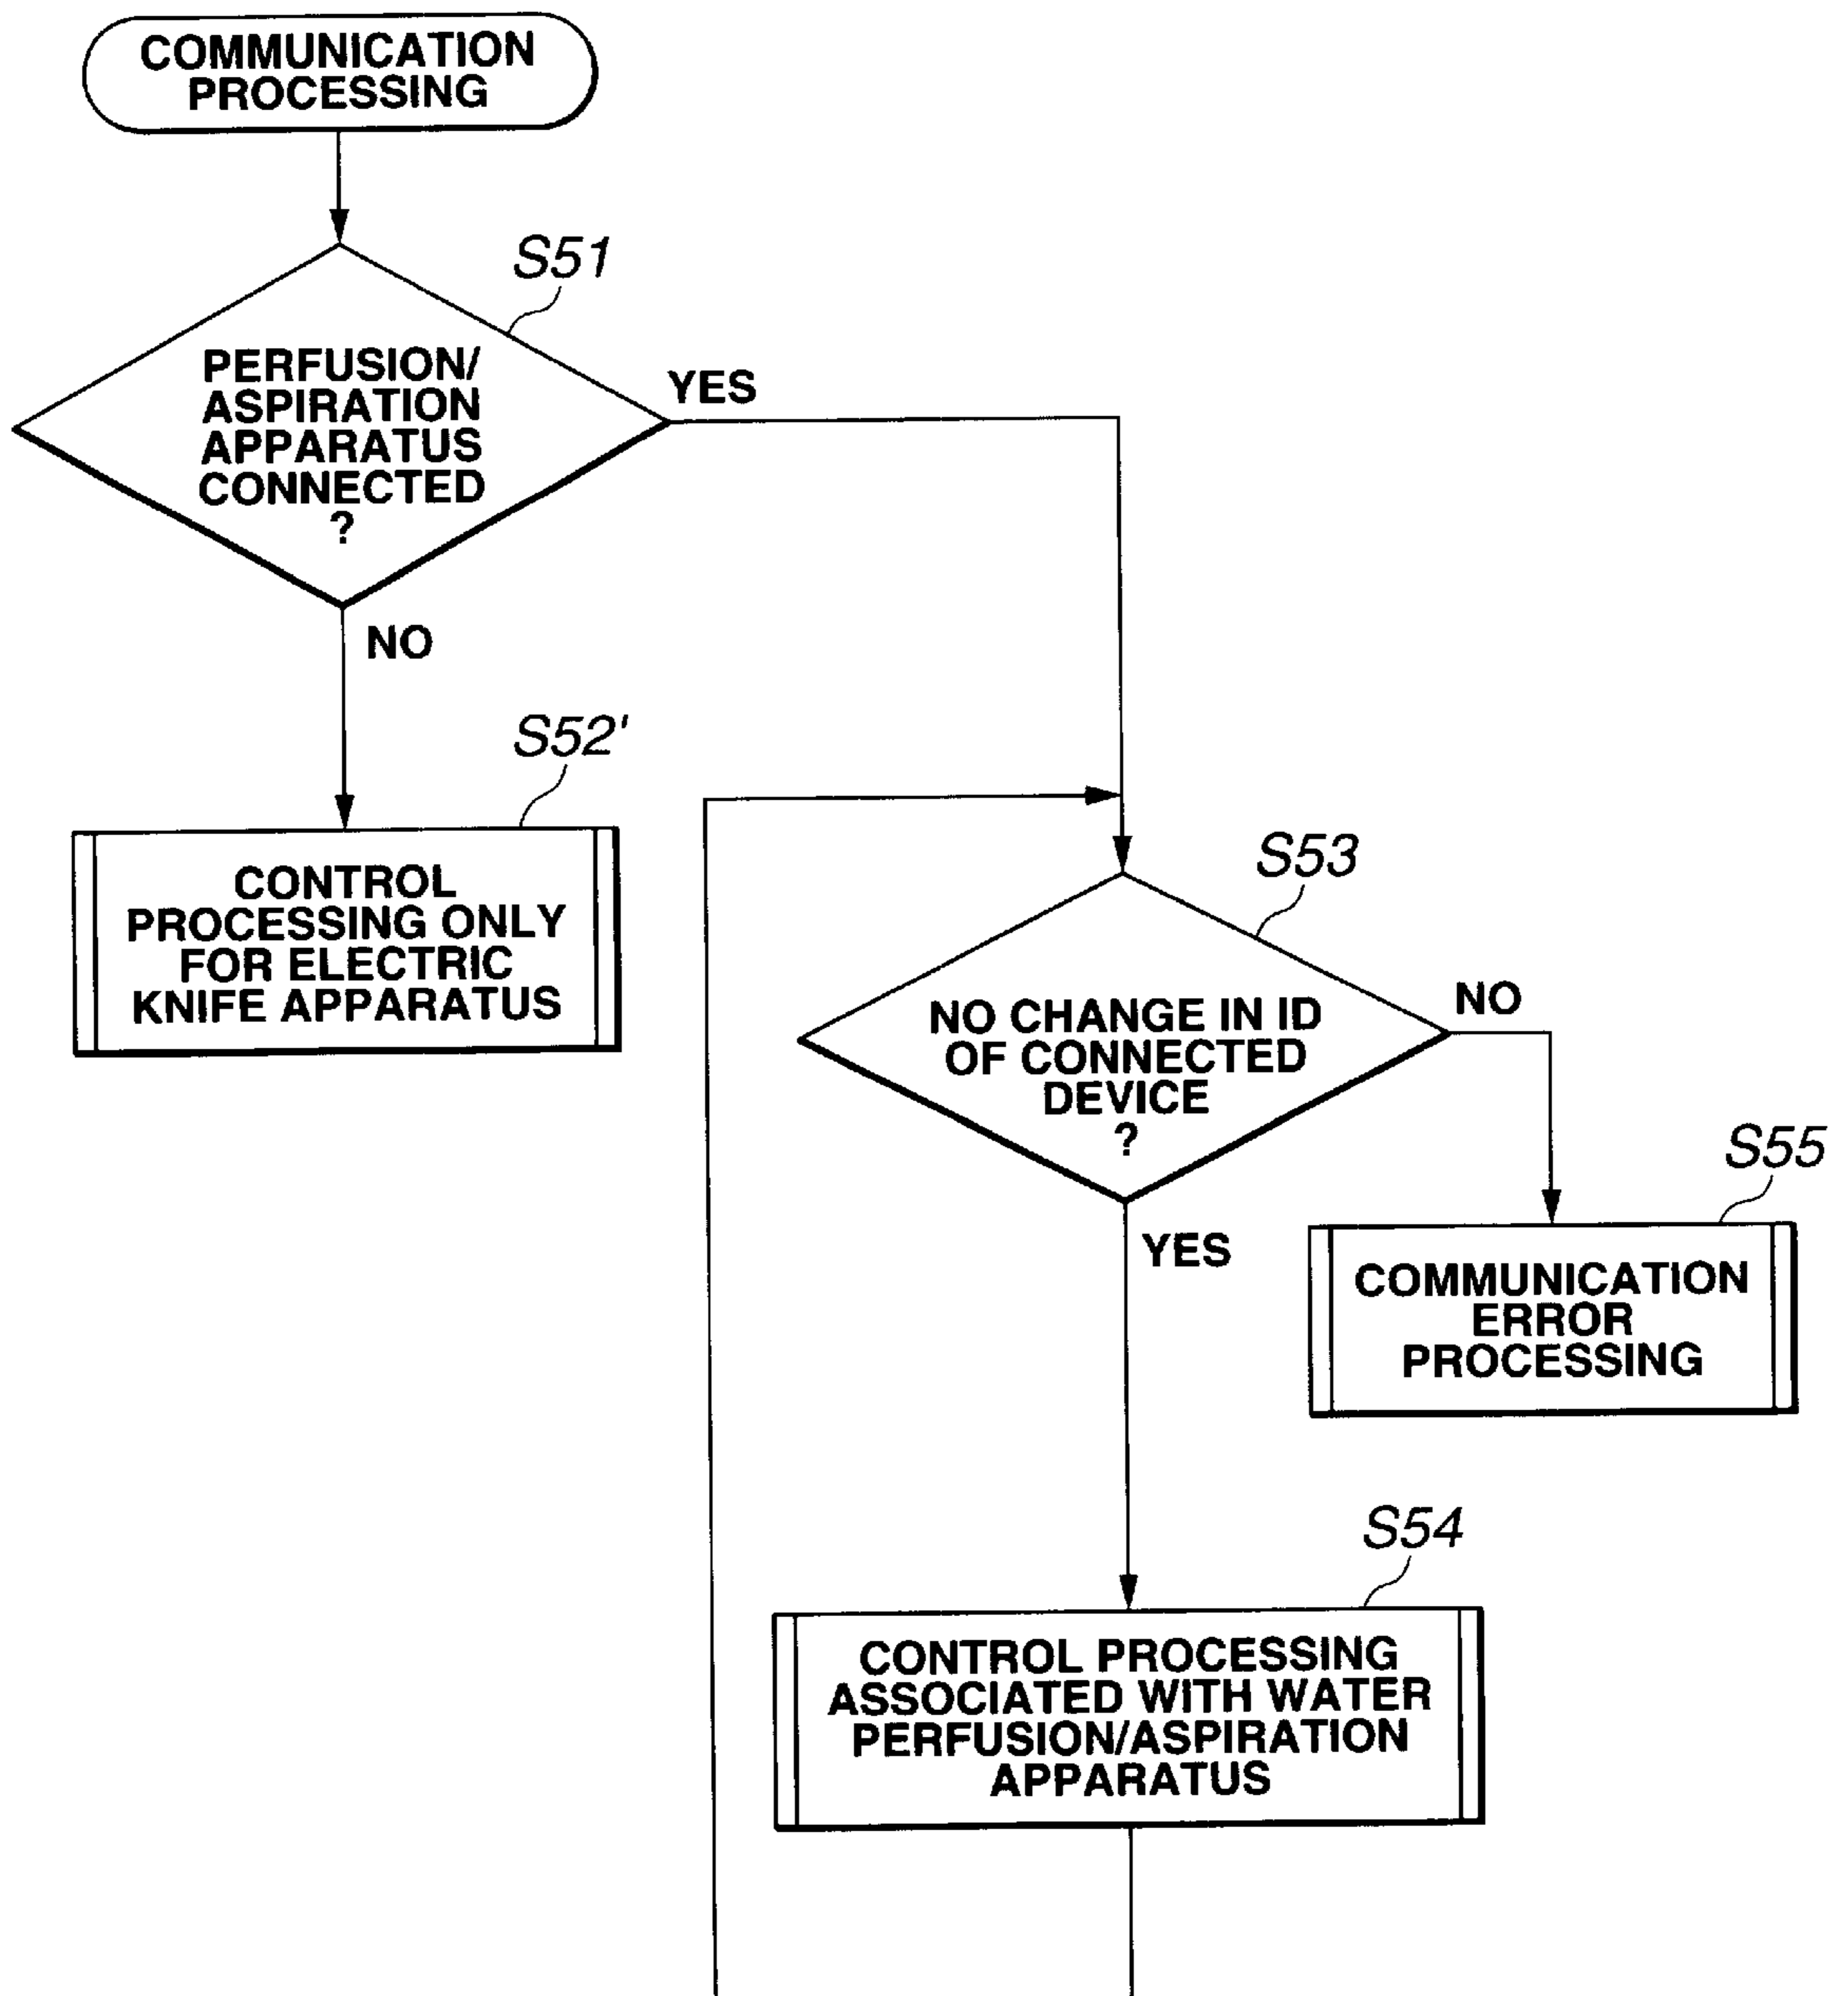 COMMUNICATION
PROCESSING
S51
PERFUSION/
ASPIRATION
APPARATUS
CONNECTED
?
YES
NO
S52'
CONTROL
PROCESSING ONLY
FOR ELECTRIC
KNIFE APPARATUS
S53
NO CHANGE IN ID
OF CONNECTED
DEVICE
?
NO
YES
S55
COMMUNICATION
ERROR
PROCESSING
S54
CONTROL PROCESSING
ASSOCIATED WITH WATER
PERFUSION/ASPIRATION
APPARATUS